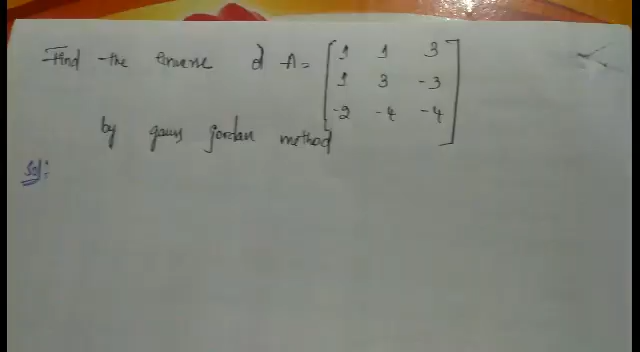 Find the inverse of A = [ 1 1 3
1 3 -3
-2 -4 -4 ]
by gauss jordan method
Sol: